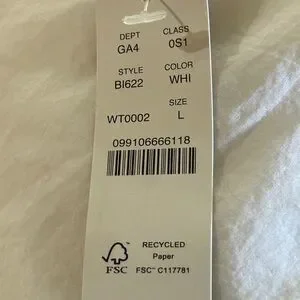 DEPT CLASS
GA4 0S1
STYLE COLOR
BI622 WHI
SIZE
WT0002 L
099106666118
RECYCLED
Paper
FSC™ C117781
FSC